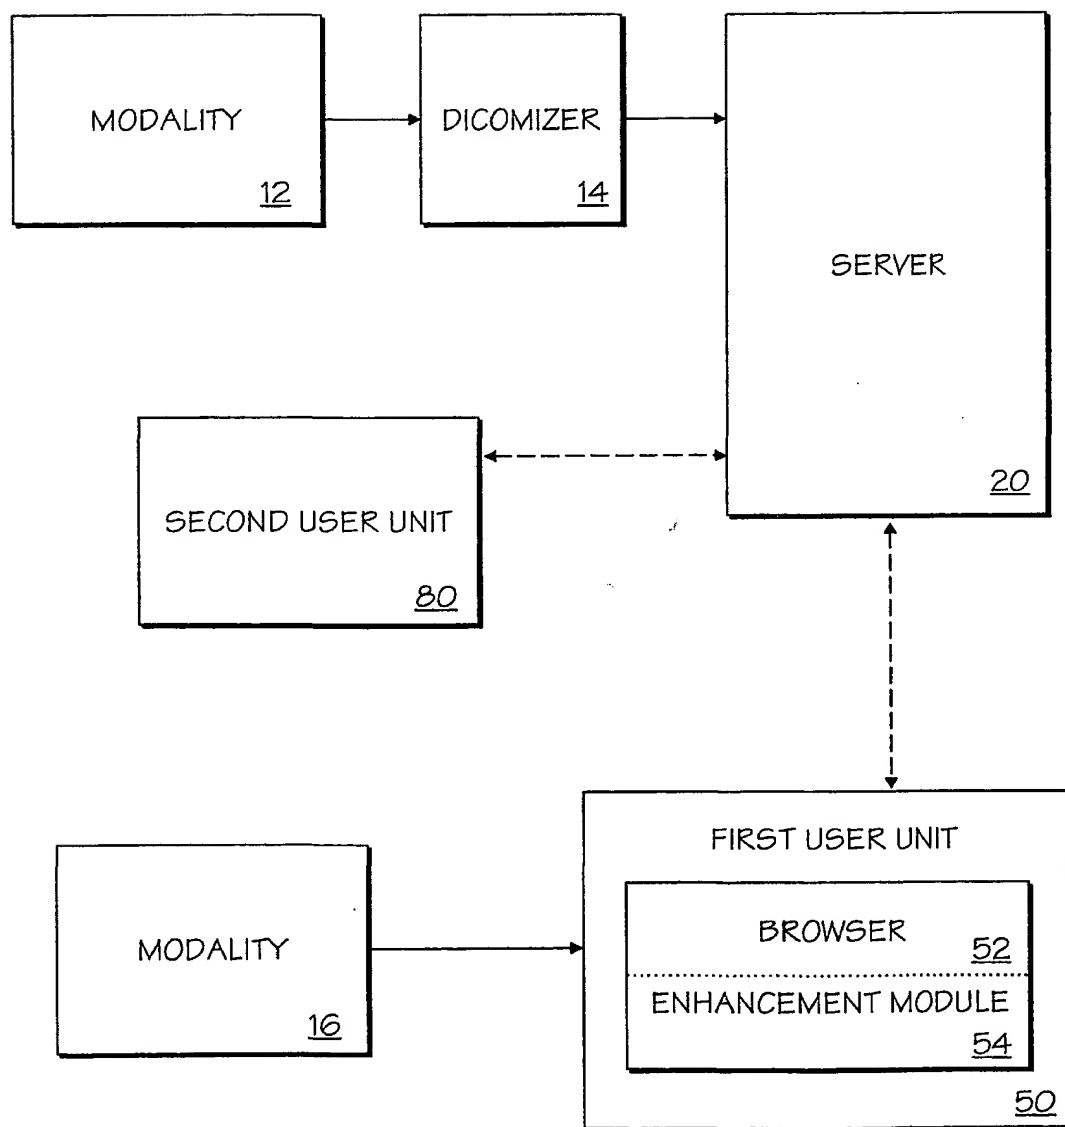 MODALITY
12
DICOMIZER
14
SERVER
20
SECOND USER UNIT
80
FIRST USER UNIT
BROWSER
52
ENHANCEMENT MODULE
54
50
MODALITY
16